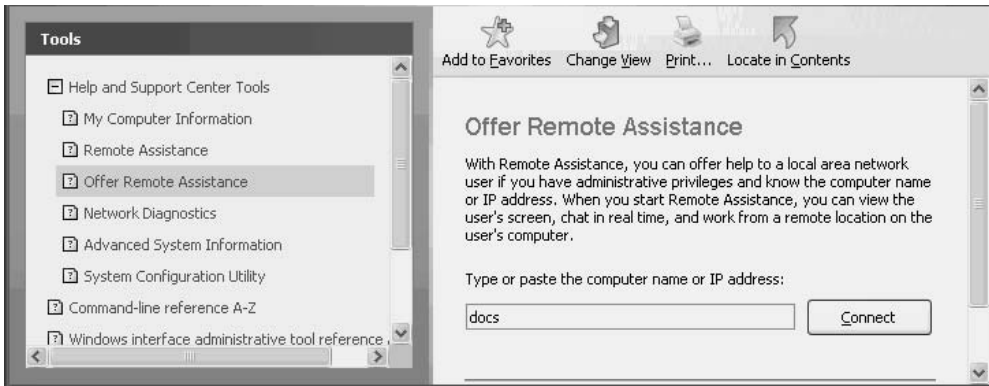 Tools
Help and Support Center Tools
My Computer Information
Remote Assistance
Offer Remote Assistance
Network Diagnostics
Advanced System Information
System Configuration Utility
Command-line reference A-Z
Windows interface administrative tool reference
Add to Favorites Change View Print... Locate in Contents
Offer Remote Assistance
With Remote Assistance, you can offer help to a local area network
user if you have administrative privileges and know the computer name
or IP address. When you start Remote Assistance, you can view the
user's screen, chat in real time, and work from a remote location on the
user's computer.
Type or paste the computer name or IP address:
docs
Connect